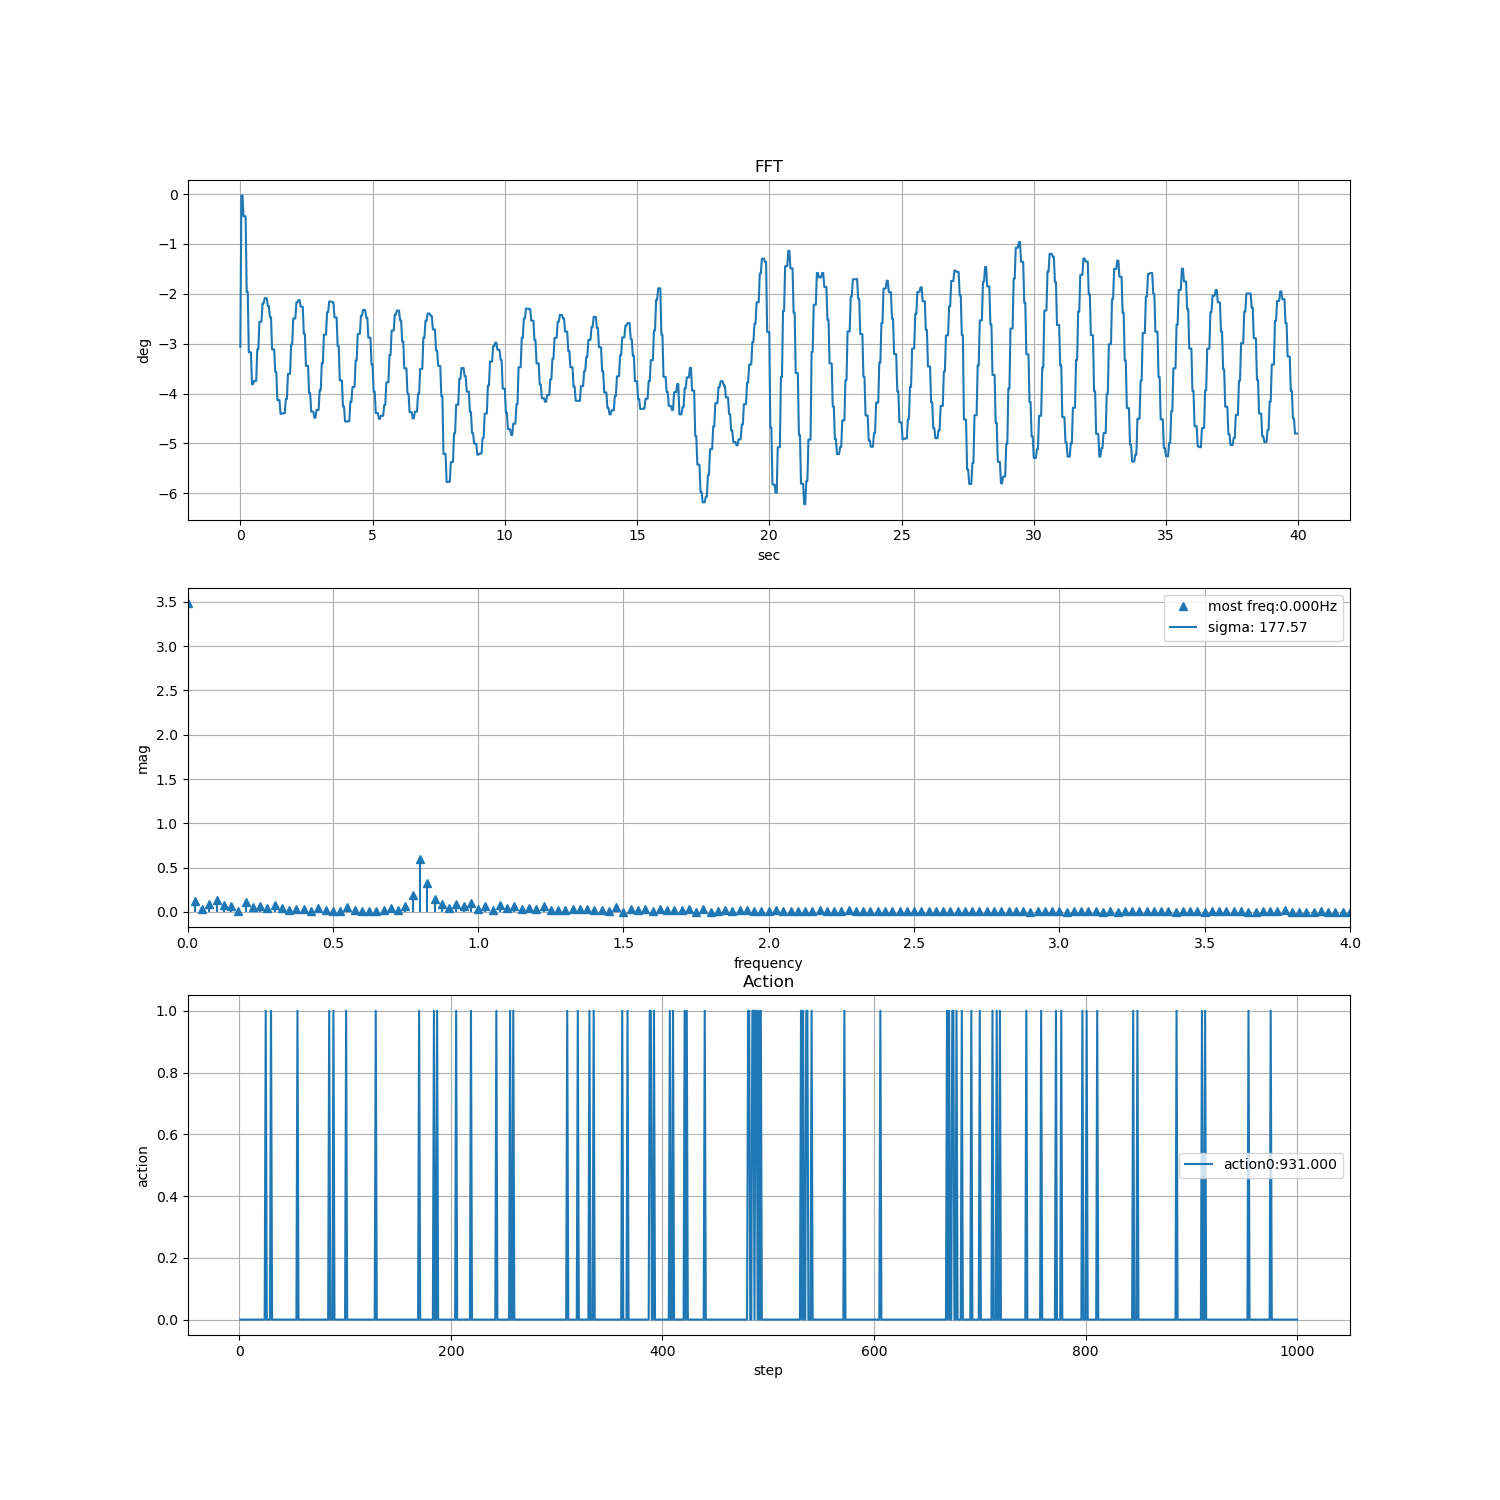 FFT
0
−1
−2
−3
−4
−5
−6
deg
0 5 10 15 20 25 30 35 40
sec
3.5
3.0
2.5
2.0
1.5
1.0
0.5
0.0
mag
most freq:0.000Hz
sigma: 177.57
0.0 0.5 1.0 1.5 2.0 2.5 3.0 3.5 4.0
frequency
Action
1.0
0.8
0.6
0.4
0.2
0.0
action
action0:931.000
0 200 400 600 800 1000
step